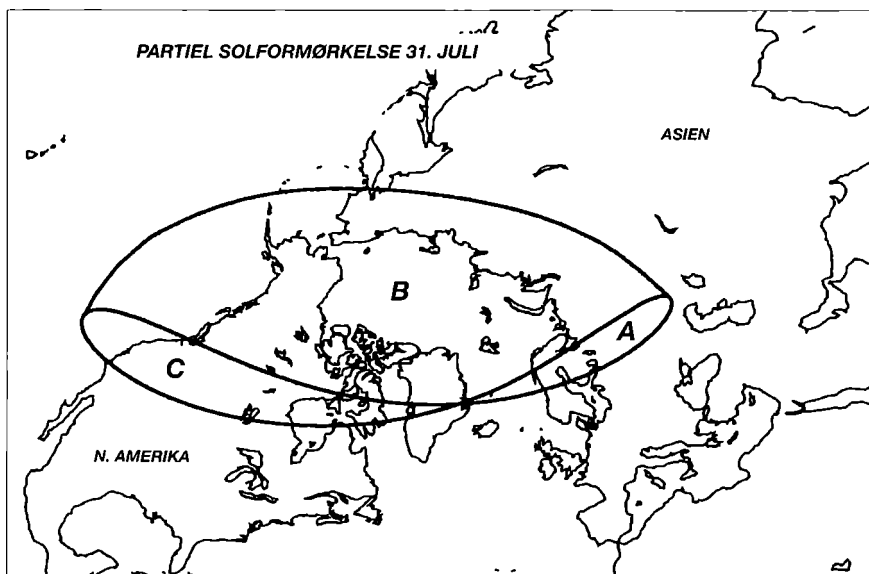 PARTIEL SOLFORMØRKELSE 31. JULI
ASIEN
B
A
C
N. AMERIKA